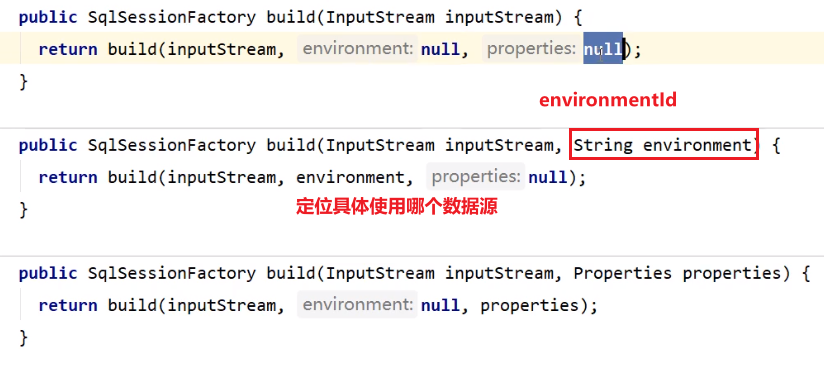 public SqlSessionFactory build(InputStream inputStream) {
return build(inputStream, environment: null, properties: null);
}
environmentId
public SqlSessionFactory build(InputStream inputStream, String environment) {
return build(inputStream, environment, properties: null);
定位具体使用哪个数据源
}
public SqlSessionFactory build(InputStream inputStream, Properties properties) {
return build(inputStream, environment: null, properties);
}